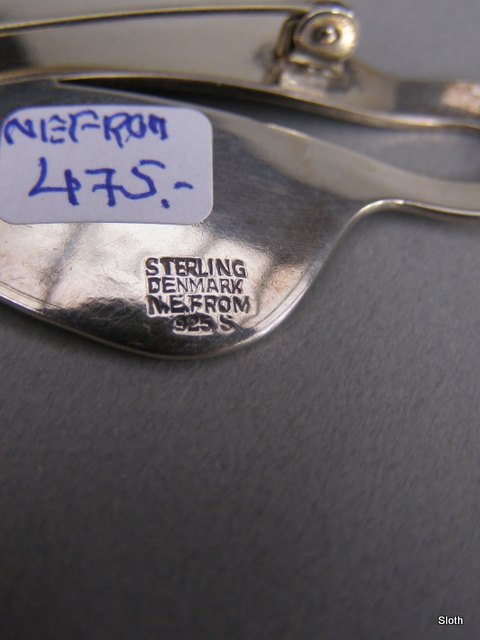 NEFROM
475.-
STERLING
DENMARK
N.E.FROM
925 S
Sloth